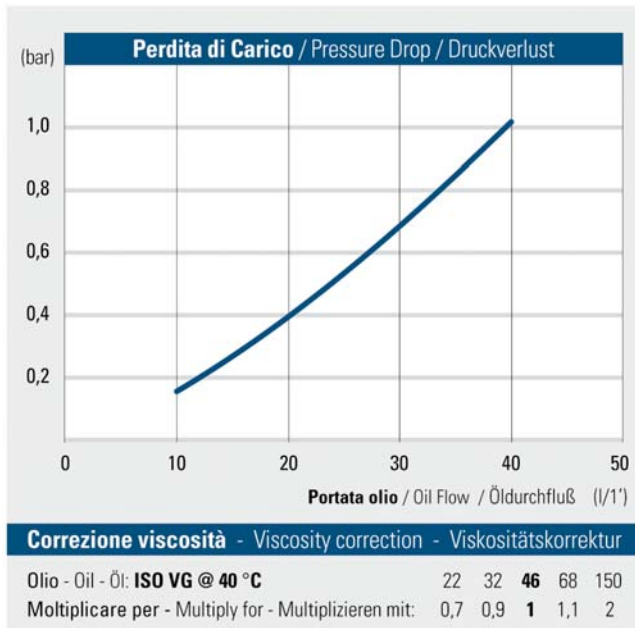 Perdita di Carico / Pressure Drop / Druckverlust
(bar)
1,0
0,8
0,6
0,4
0,2
0 10 20 30 40 50
Portata olio / Oil Flow / Öldurchfluß (l/1')
Correzione viscosità - Viscosity correction - Viskositätskorrektur
Olio - Oil - Öl: ISO VG @ 40 °C 22 32 46 68 150
Moltiplicare per - Multiply for - Multiplizieren mit: 0,7 0,9 1 1,1 2